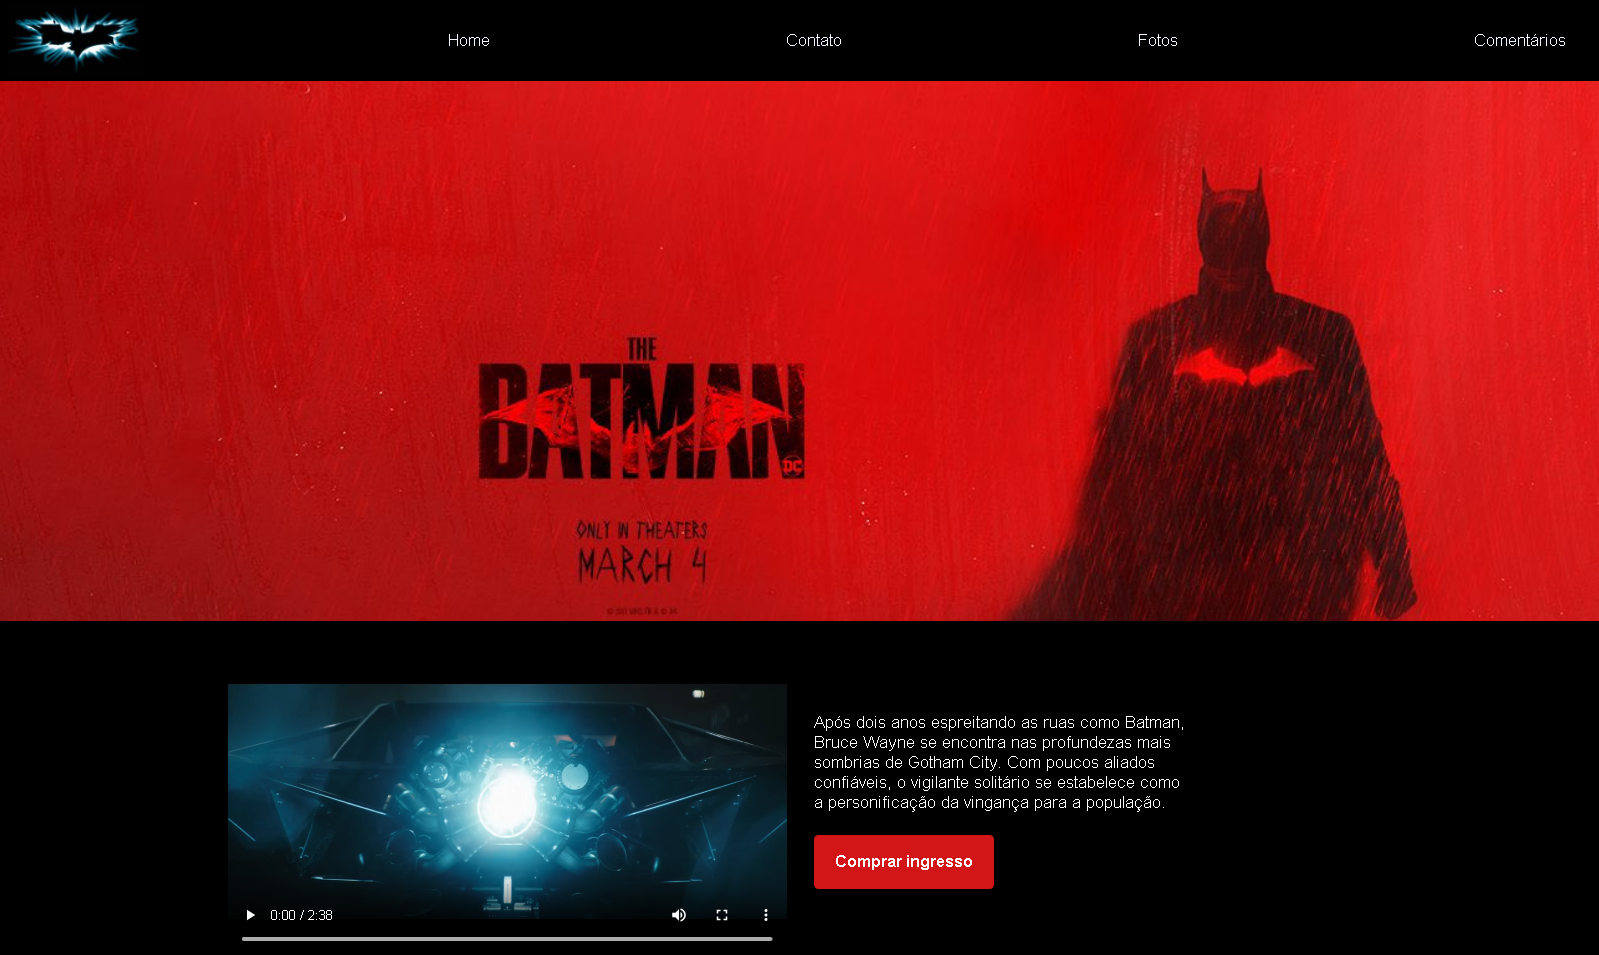 Home
Contato
Fotos
Comentários
THE
BATMAN
DC
ONLY IN THEATERS
MARCH 4
Após dois anos espreitando as ruas como Batman,
Bruce Wayne se encontra nas profundezas mais
sombrias de Gotham City. Com poucos aliados
confiáveis, o vigilante solitário se estabelece como
a personificação da vingança para a população.
Comprar ingresso
0:00 / 2:38